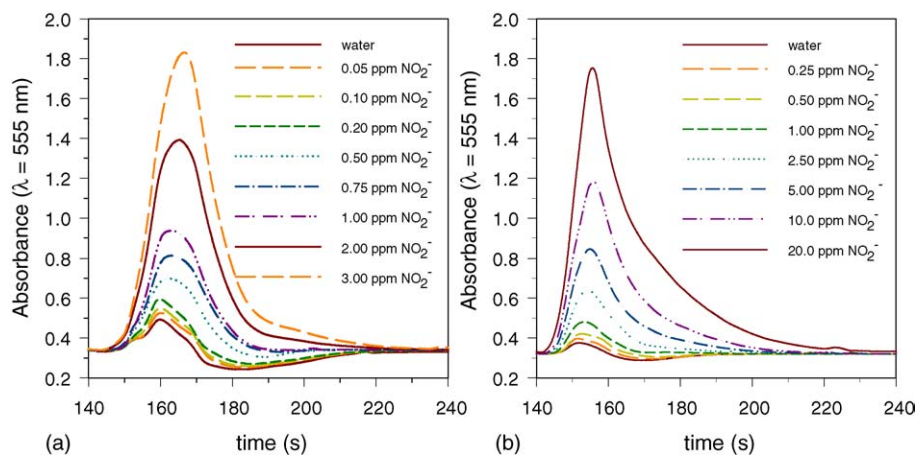 Absorbance (λ = 555 nm)
2.0
1.8
1.6
1.4
1.2
1.0
0.8
0.6
0.4
0.2
water
0.05 ppm NO₂⁻
0.10 ppm NO₂⁻
0.20 ppm NO₂⁻
0.50 ppm NO₂⁻
0.75 ppm NO₂⁻
1.00 ppm NO₂⁻
2.00 ppm NO₂⁻
3.00 ppm NO₂⁻
140 160 180 200 220 240
(a) time (s)
Absorbance (λ = 555 nm)
2.0
1.8
1.6
1.4
1.2
1.0
0.8
0.6
0.4
0.2
water
0.25 ppm NO₂⁻
0.50 ppm NO₂⁻
1.00 ppm NO₂⁻
2.50 ppm NO₂⁻
5.00 ppm NO₂⁻
10.0 ppm NO₂⁻
20.0 ppm NO₂⁻
140 160 180 200 220 240
(b) time (s)